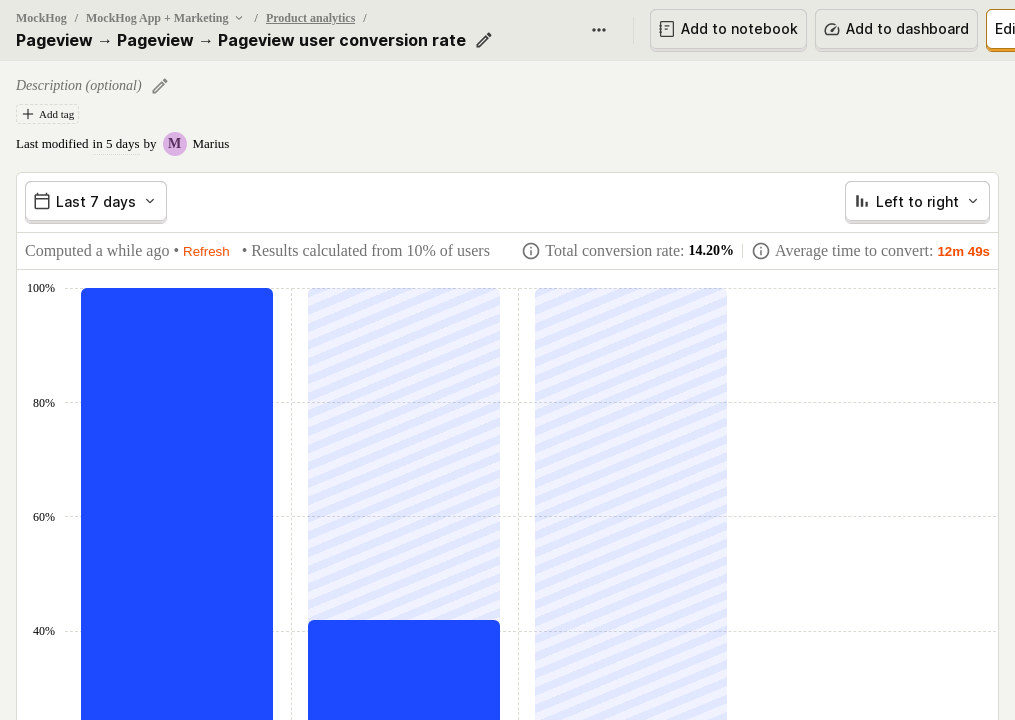 MockHog / MockHog App + Marketing / Product analytics /
Pageview → Pageview → Pageview user conversion rate
Add to notebook
Add to dashboard
Edi
Description (optional)
Add tag
Last modified in 5 days by M Marius
Last 7 days
Left to right
Computed a while ago • Refresh • Results calculated from 10% of users
Total conversion rate: 14.20%
Average time to convert: 12m 49s
100%
80%
60%
40%